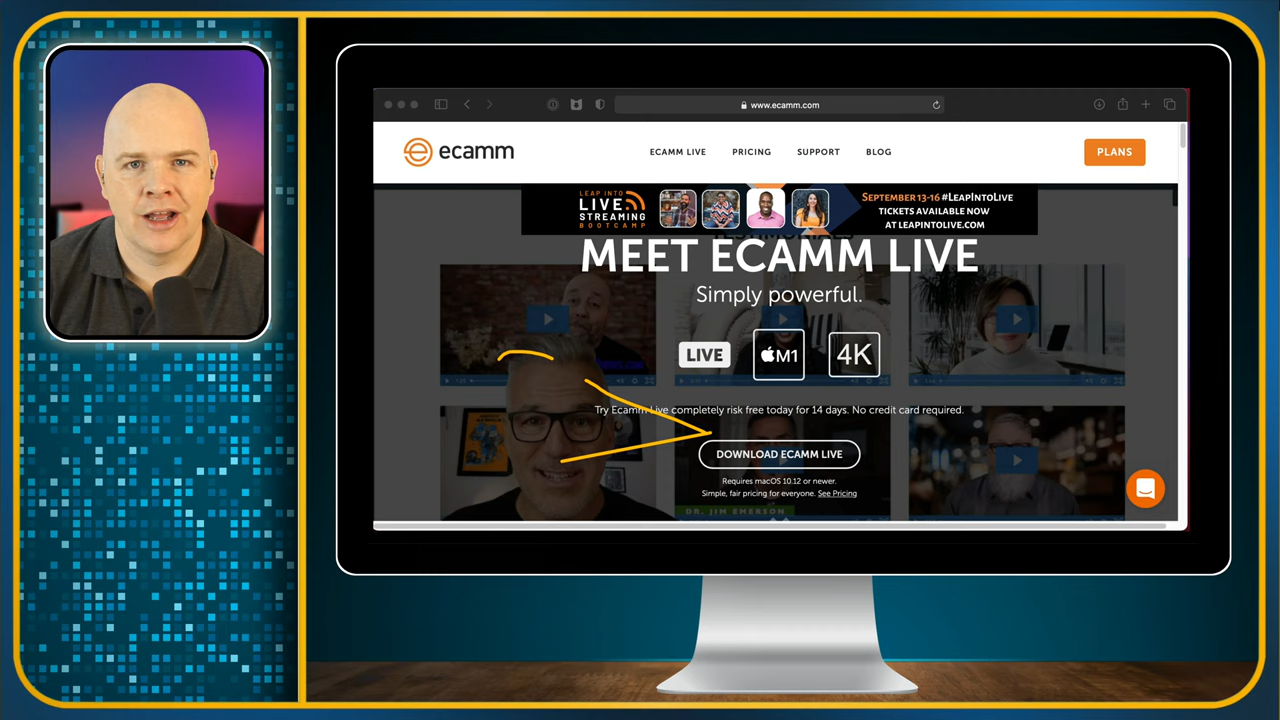 www.ecamm.com
ecamm
ECAMM LIVE PRICING SUPPORT BLOG PLANS
LEAP INTO
LIVE
STREAMING
BOOTCAMP
SEPTEMBER 13-16 #LEAPINTOLIVE
TICKETS AVAILABLE NOW
AT LEAPINTOLIVE.COM
MEET ECAMM LIVE
Simply powerful.
LIVE M1 4K
Try Ecamm Live completely risk free today for 14 days. No credit card required.
DOWNLOAD ECAMM LIVE
Requires macOS 10.12 or newer.
Simple, fair pricing for everyone. See Pricing
DR. JIM EMERSON